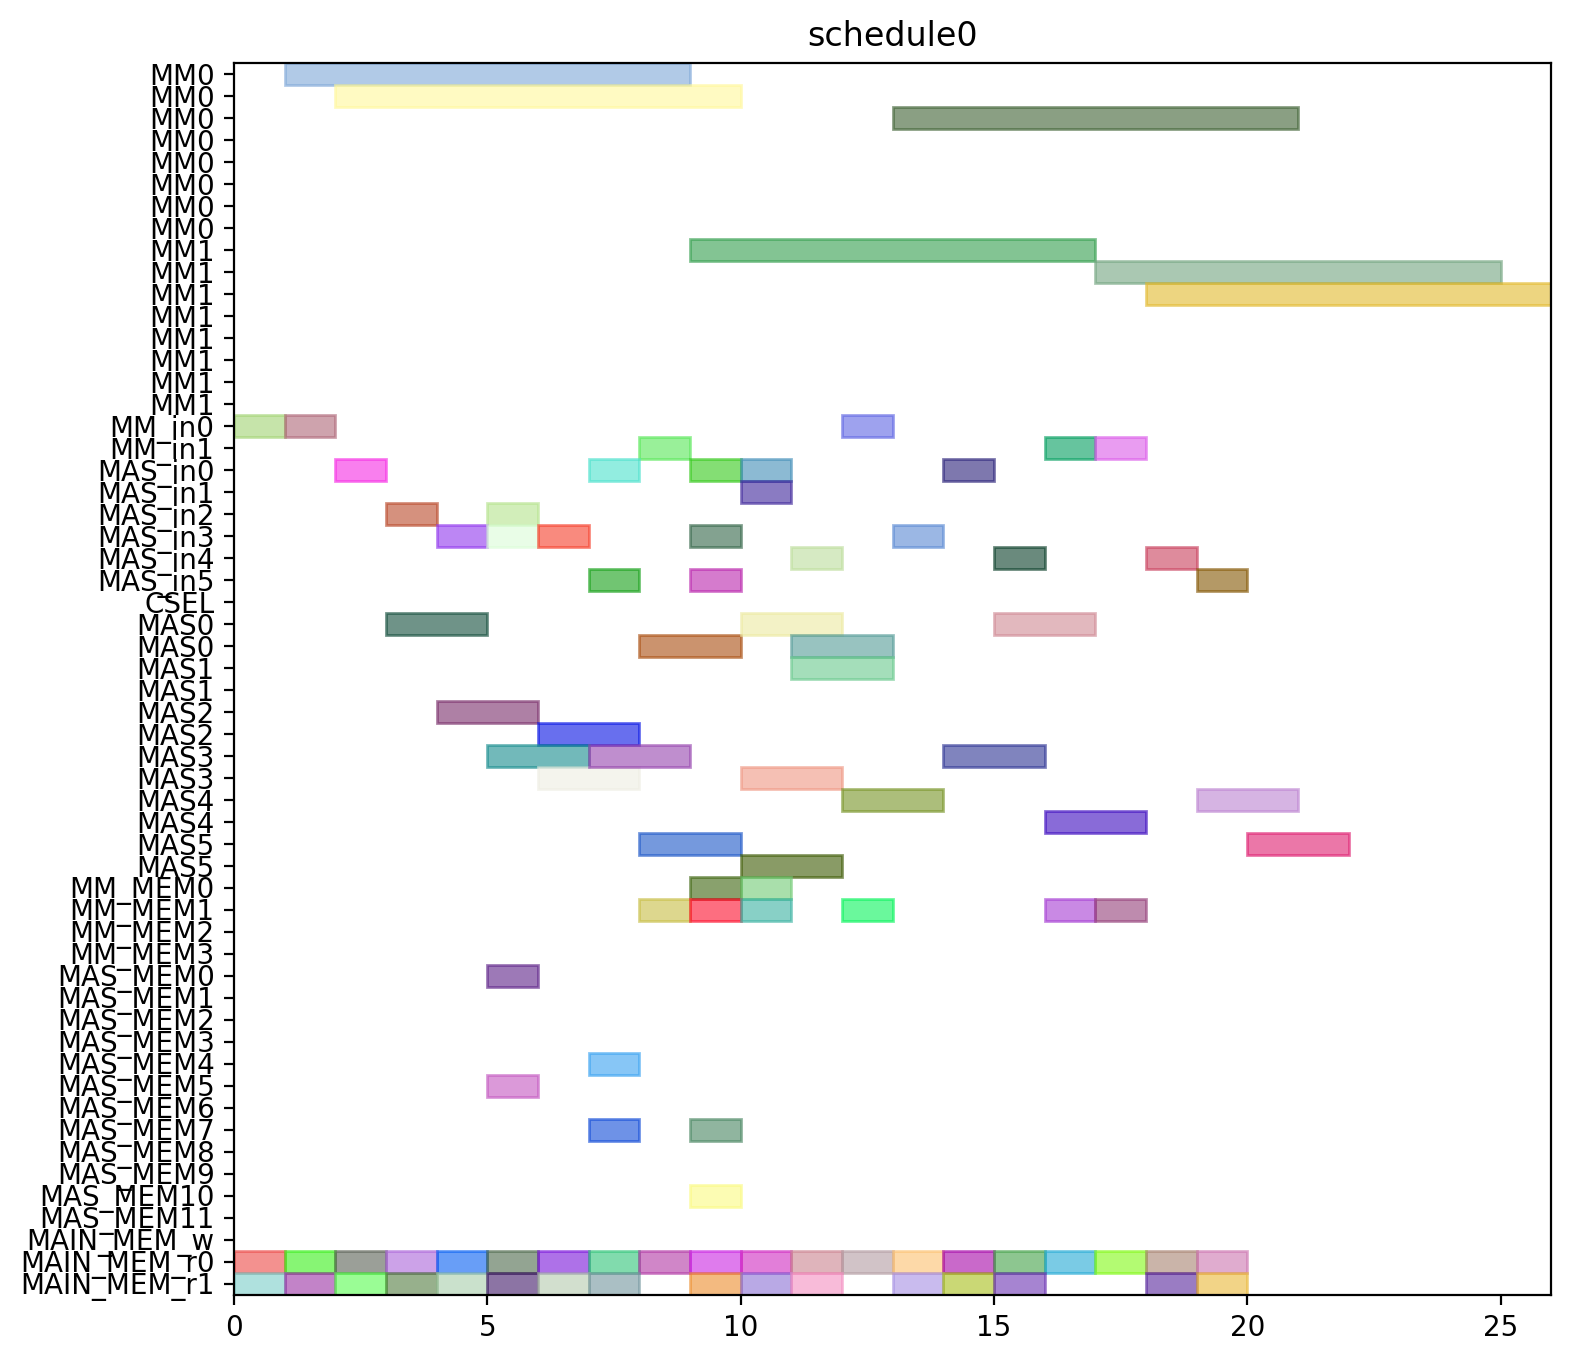 schedule0
MM0
MM0
MM0
MM0
MM0
MM0
MM0
MM0
MM1
MM1
MM1
MM1
MM1
MM1
MM1
MM1
MM_in0
MM_in1
MAS_in0
MAS_in1
MAS_in2
MAS_in3
MAS_in4
MAS_in5
CSEL
MAS0
MAS0
MAS1
MAS1
MAS2
MAS2
MAS3
MAS3
MAS4
MAS4
MAS5
MAS5
MM_MEM0
MM_MEM1
MM_MEM2
MM_MEM3
MAS_MEM0
MAS_MEM1
MAS_MEM2
MAS_MEM3
MAS_MEM4
MAS_MEM5
MAS_MEM6
MAS_MEM7
MAS_MEM8
MAS_MEM9
MAS_MEM10
MAS_MEM11
MAIN_MEM_w
MAIN_MEM_r0
MAIN_MEM_r1
0 5 10 15 20 25